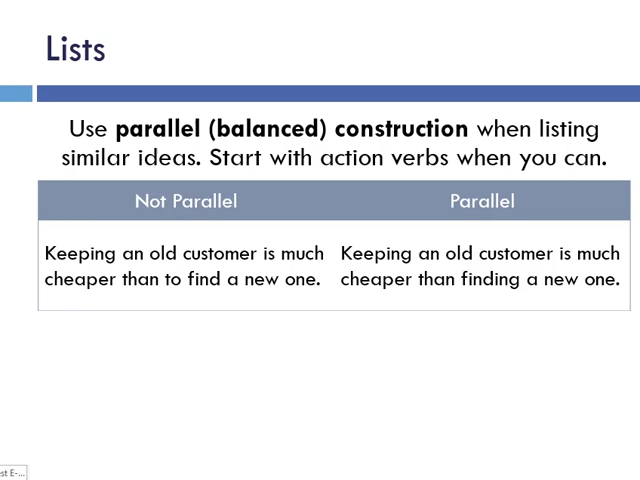 Lists
Use parallel (balanced) construction when listing
similar ideas. Start with action verbs when you can.
Not Parallel
Parallel
Keeping an old customer is much
cheaper than to find a new one.
Keeping an old customer is much
cheaper than finding a new one.
st E-...